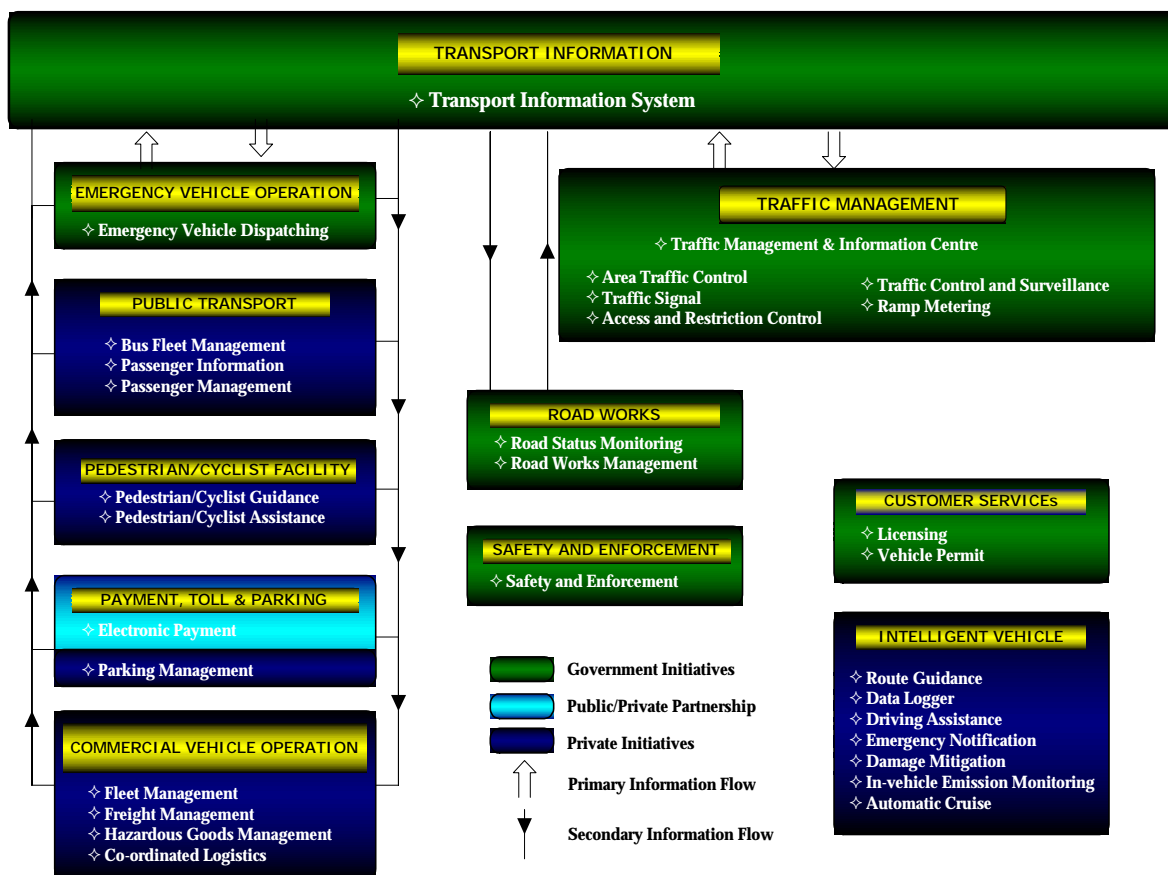 TRANSPORT INFORMATION
✧ Transport Information System
EMERGENCY VEHICLE OPERATION
✧ Emergency Vehicle Dispatching
PUBLIC TRANSPORT
✧ Bus Fleet Management
✧ Passenger Information
✧ Passenger Management
PEDESTRIAN/CYCLIST FACILITY
✧ Pedestrian/Cyclist Guidance
✧ Pedestrian/Cyclist Assistance
PAYMENT, TOLL & PARKING
✧ Electronic Payment
✧ Parking Management
COMMERCIAL VEHICLE OPERATION
✧ Fleet Management
✧ Freight Management
✧ Hazardous Goods Management
✧ Co-ordinated Logistics
TRAFFIC MANAGEMENT
✧ Traffic Management & Information Centre
✧ Area Traffic Control
✧ Traffic Signal
✧ Access and Restriction Control
✧ Traffic Control and Surveillance
✧ Ramp Metering
ROAD WORKS
✧ Road Status Monitoring
✧ Road Works Management
SAFETY AND ENFORCEMENT
✧ Safety and Enforcement
CUSTOMER SERVICEs
✧ Licensing
✧ Vehicle Permit
INTELLIGENT VEHICLE
✧ Route Guidance
✧ Data Logger
✧ Driving Assistance
✧ Emergency Notification
✧ Damage Mitigation
✧ In-vehicle Emission Monitoring
✧ Automatic Cruise
Government Initiatives
Public/Private Partnership
Private Initiatives
Primary Information Flow
Secondary Information Flow